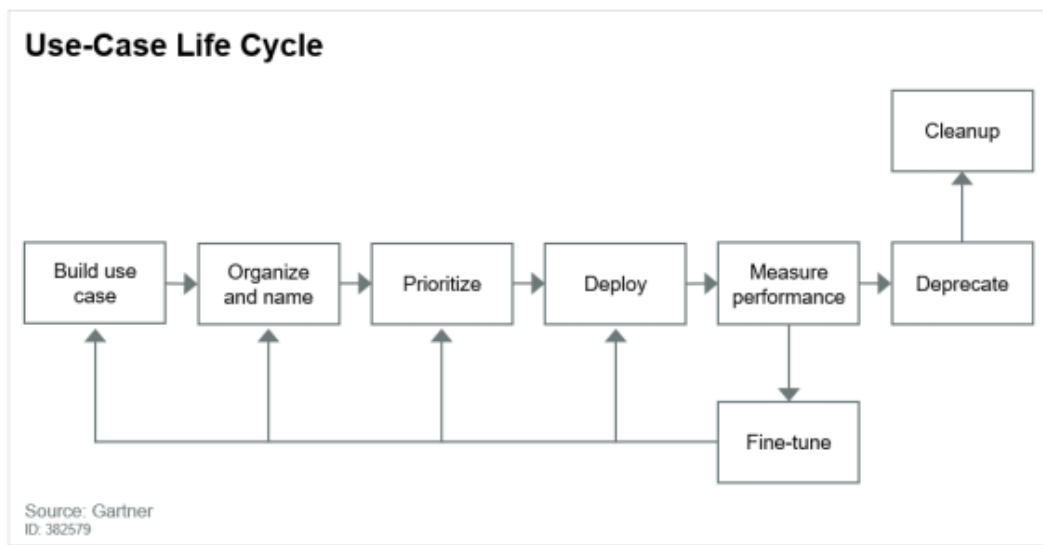 Use-Case Life Cycle
Cleanup
Build use
case
Organize
and name
Prioritize
Deploy
Measure
performance
Deprecate
Fine-tune
Source: Gartner
ID: 382579